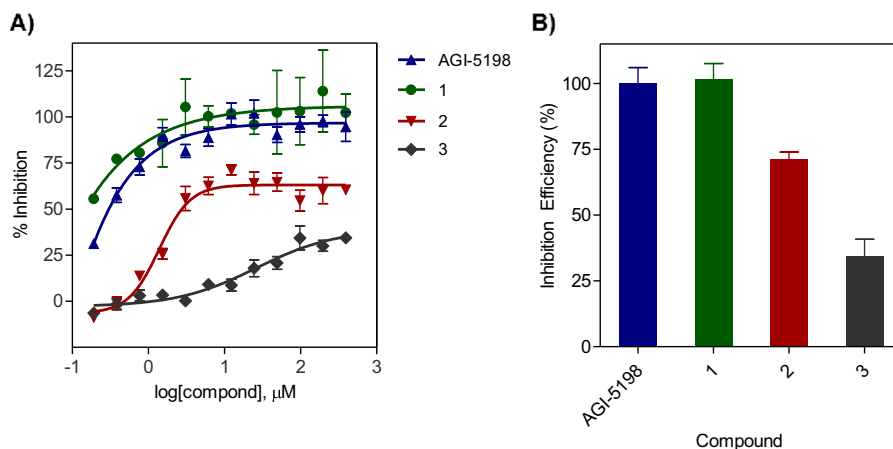 A)
% Inhibition
125
100
75
50
25
0
-1
0
1
2
3
log[compond], μM
AGI-5198
1
2
3
B)
Inhibition Efficiency (%)
100
75
50
25
0
AGI-5198
1
2
3
Compound